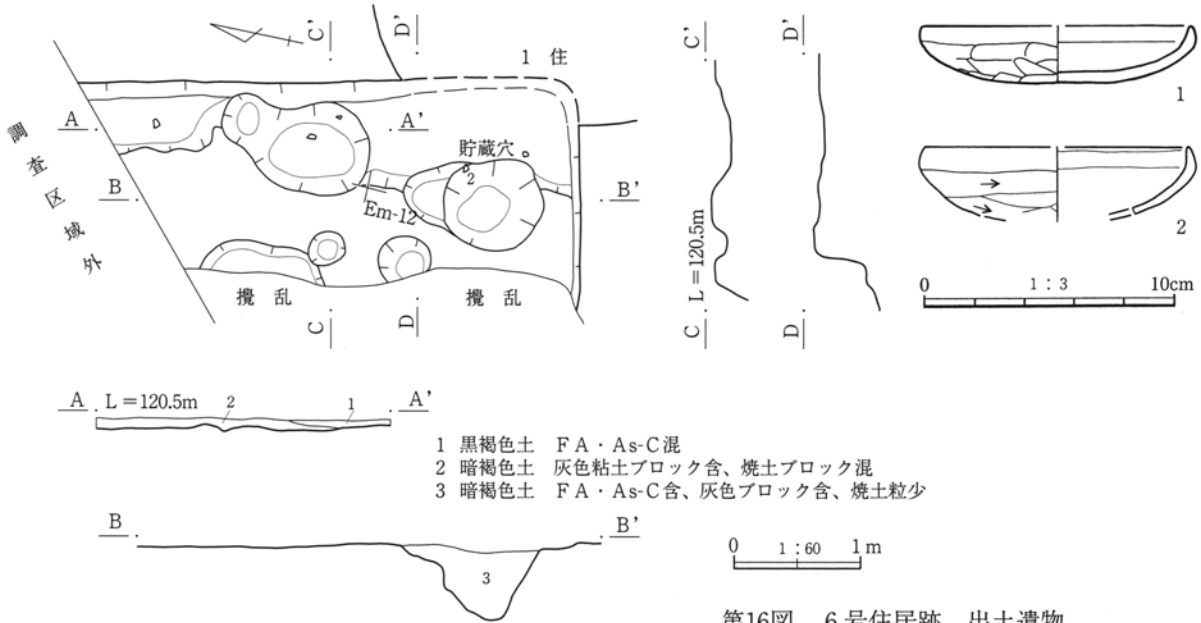 C'
D'
1 住
A
A'
調査区域外
貯蔵穴
2
B
B'
Em-12
攪乱
攪乱
C
D
C'
D'
L=120.5m
C
D
1
2
0 1:3 10cm
A L=120.5m 2 1 A'
1 黒褐色土 FA・As-C混
2 暗褐色土 灰色粘土ブロック含、焼土ブロック混
3 暗褐色土 FA・As-C含、灰色ブロック含、焼土粒少
B
B'
3
0 1:60 1m
第16図 6号住居跡、出土遺物